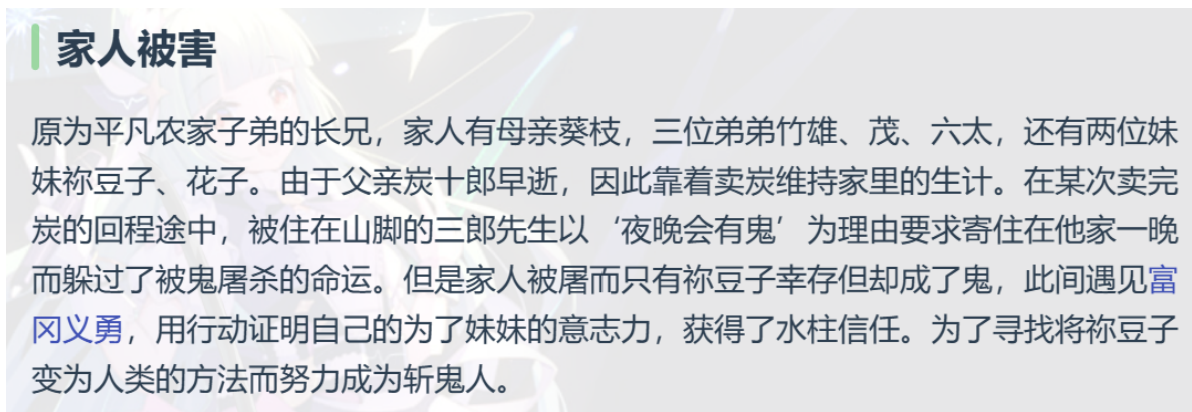 家人被害
原为平凡农家子弟的长兄，家人有母亲葵枝，三位弟弟竹雄、茂、六太，还有两位妹
妹祢豆子、花子。由于父亲炭十郎早逝，因此靠着卖炭维持家里的生计。在某次卖完
炭的回程途中，被住在山脚的三郎先生以‘夜晚会有鬼’为理由要求寄住在他家一晚
而躲过了被鬼屠杀的命运。但是家人被屠而只有祢豆子幸存但却成了鬼，此间遇见富
冈义勇，用行动证明自己的为了妹妹的意志力，获得了水柱信任。为了寻找将祢豆子
变为人类的方法而努力成为斩鬼人。